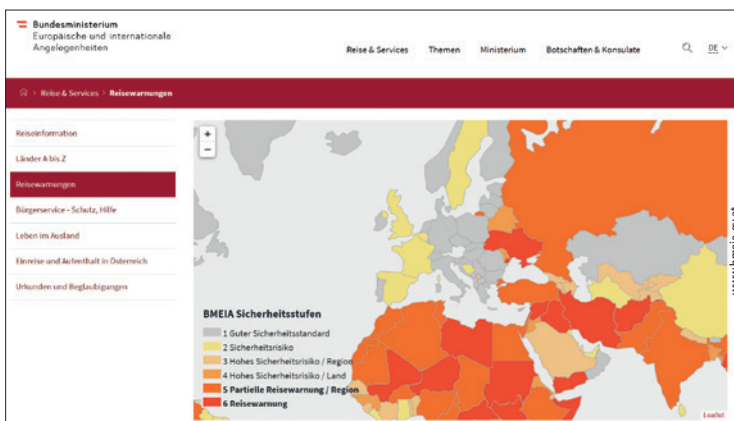 Bundesministerium
Europäische und internationale
Angelegenheiten
Reise & Services Themen Ministerium Botschaften & Konsulate DE
Reise & Services > Reisewarnungen
Reiseinformation
Länder A bis Z
Reisewarnungen
Bürgerservice - Schutz, Hilfe
Leben im Ausland
Einreise und Aufenthalt in Österreich
Urkunden und Beglaubigungen
+
−
BMEIA Sicherheitsstufen
1 Guter Sicherheitsstandard
2 Sicherheitsrisiko
3 Hohes Sicherheitsrisiko / Region
4 Hohes Sicherheitsrisiko / Land
5 Partielle Reisewarnung / Region
6 Reisewarnung
Leaflet